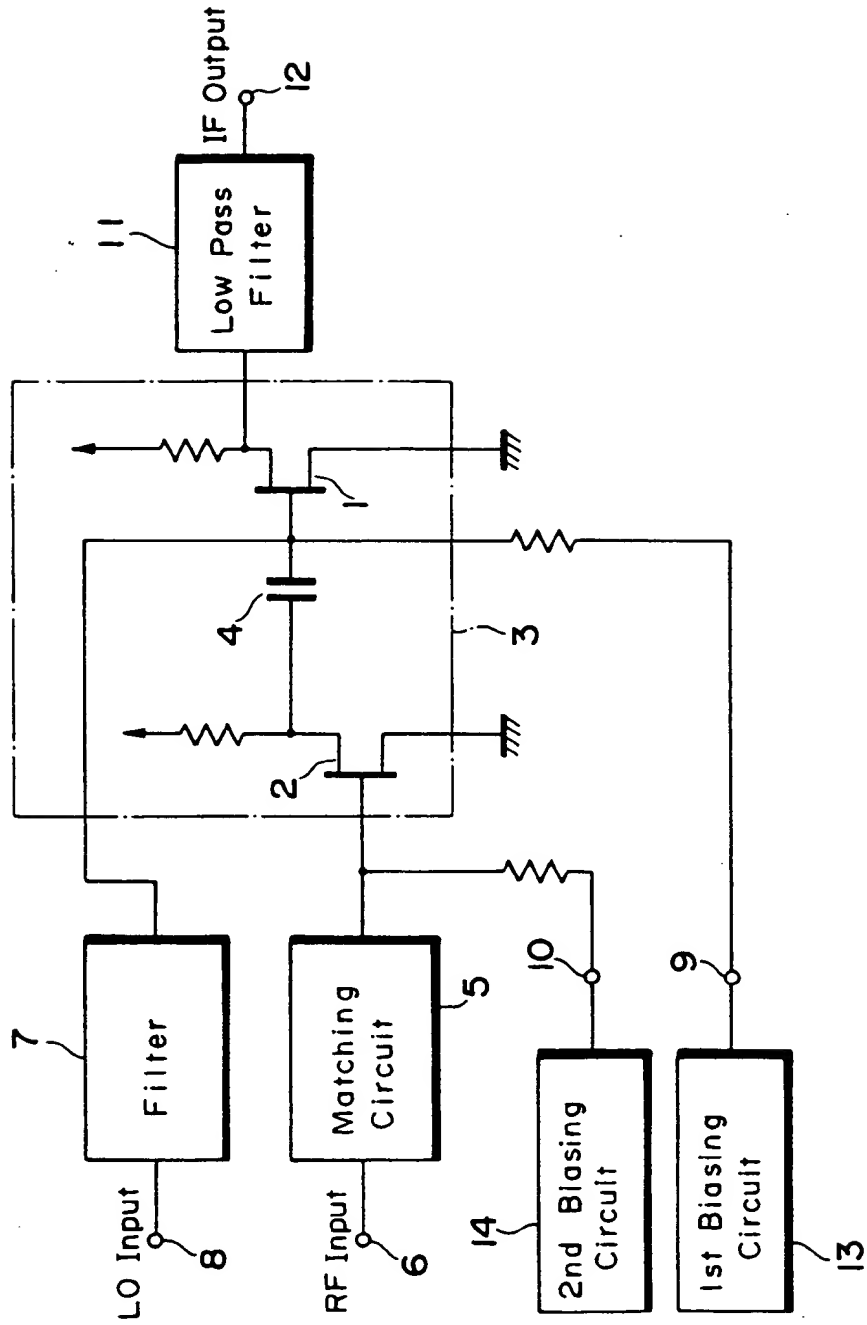 7
Filter
LO Input
8
Matching
Circuit
5
RF Input
6
2
4
1
3
11
Low Pass
Filter
IF Output
12
10
2nd Biasing
Circuit
14
9
1st Biasing
Circuit
13